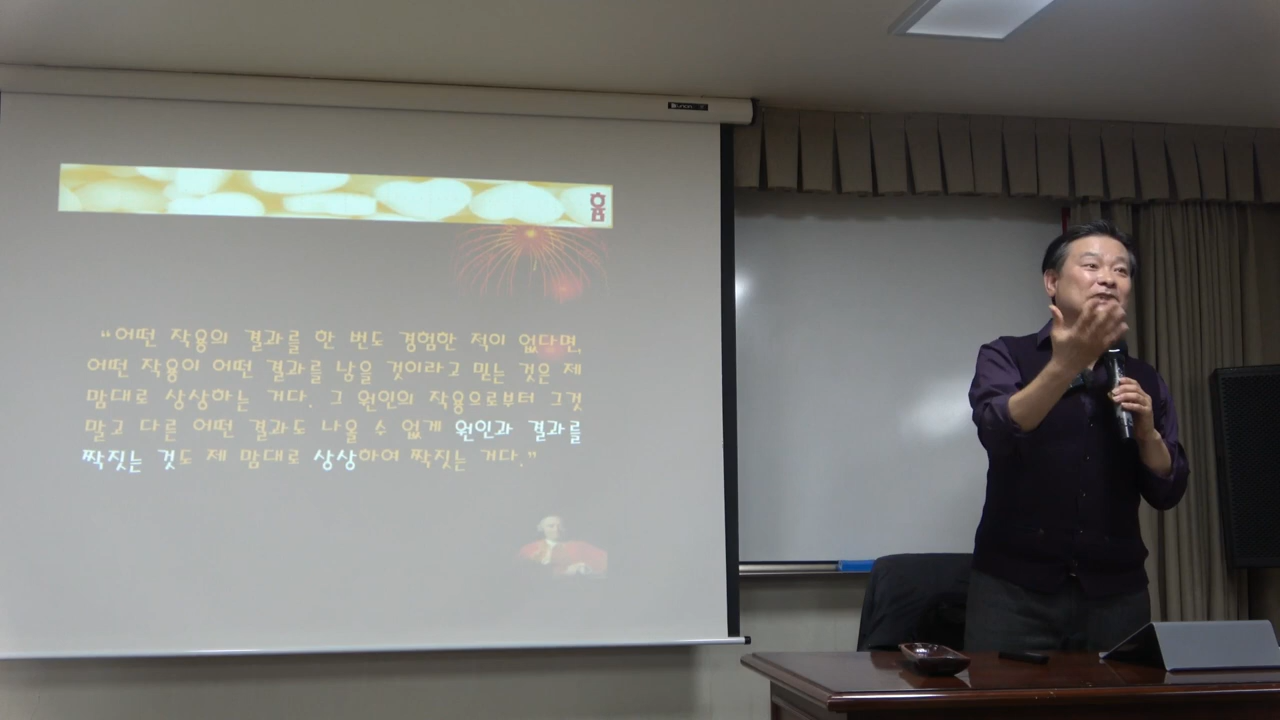 흄
“어떤 작용의 결과를 한 번도 경험한 적이 없다면,
어떤 작용이 어떤 결과를 낳을 것이라고 믿는 것은 제
맘대로 상상하는 거다. 그 원인의 작용으로부터 그것
말고 다른 어떤 결과도 나올 수 없게 원인과 결과를
짝짓는 것도 제 맘대로 상상하여 짝짓는 거다.”